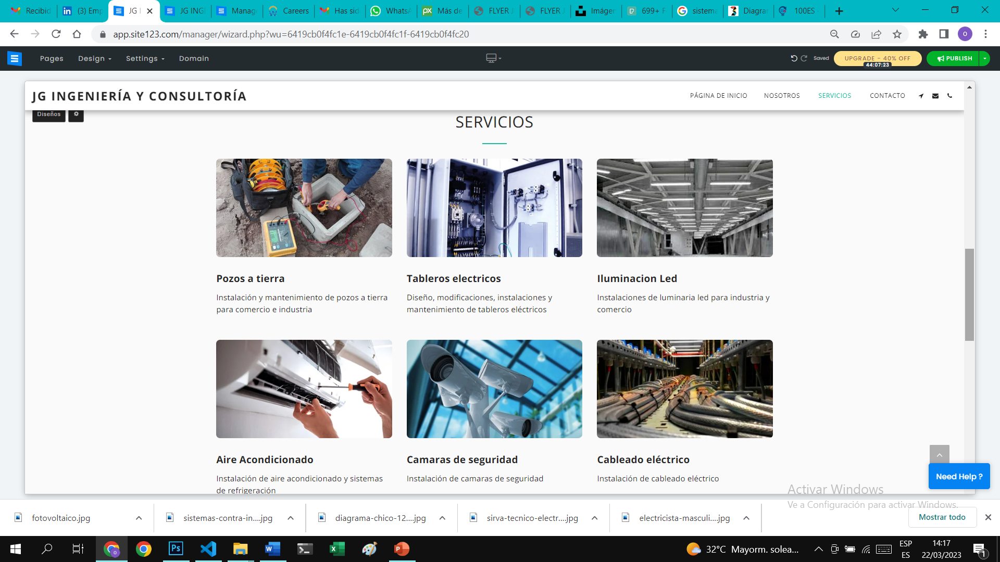 Recibid
(3) Emp
JG I
JG INGI
Manag
Careers
Has sid
WhatsA
Más de
FLYER J
FLYER J
Imágen
699+ F
sistema
Diagra
100ES -
app.site123.com/manager/wizard.php?wu=6419cb0f4fc1e-6419cb0f4fc1f-6419cb0f4fc20
O
Pages
Design
Settings
Domain
Saved
UPGRADE - 40% OFF
44:07:23
PUBLISH
JG INGENIERÍA Y CONSULTORÍA
PÁGINA DE INICIO
NOSOTROS
SERVICIOS
CONTACTO
Diseños
SERVICIOS
Pozos a tierra
Instalación y mantenimiento de pozos a tierra
para comercio e industria
Tableros electricos
Diseño, modificaciones, instalaciones y
mantenimiento de tableros eléctricos
Iluminacion Led
Instalaciones de luminaria led para industria y
comercio
Aire Acondicionado
Instalación de aire acondicionado y sistemas
de refrigeración
Camaras de seguridad
Instalación de camaras de seguridad
Cableado eléctrico
Instalación de cableado eléctrico
Need Help ?
Activar Windows
Ve a Configuración para activar Windows.
fotovoltaico.jpg
sistemas-contra-in....jpg
diagrama-chico-12....jpg
sirva-tecnico-electr....jpg
electricista-masculi....jpg
Mostrar todo
32°C Mayorm. solea...
ESP
ES
14:17
22/03/2023
1